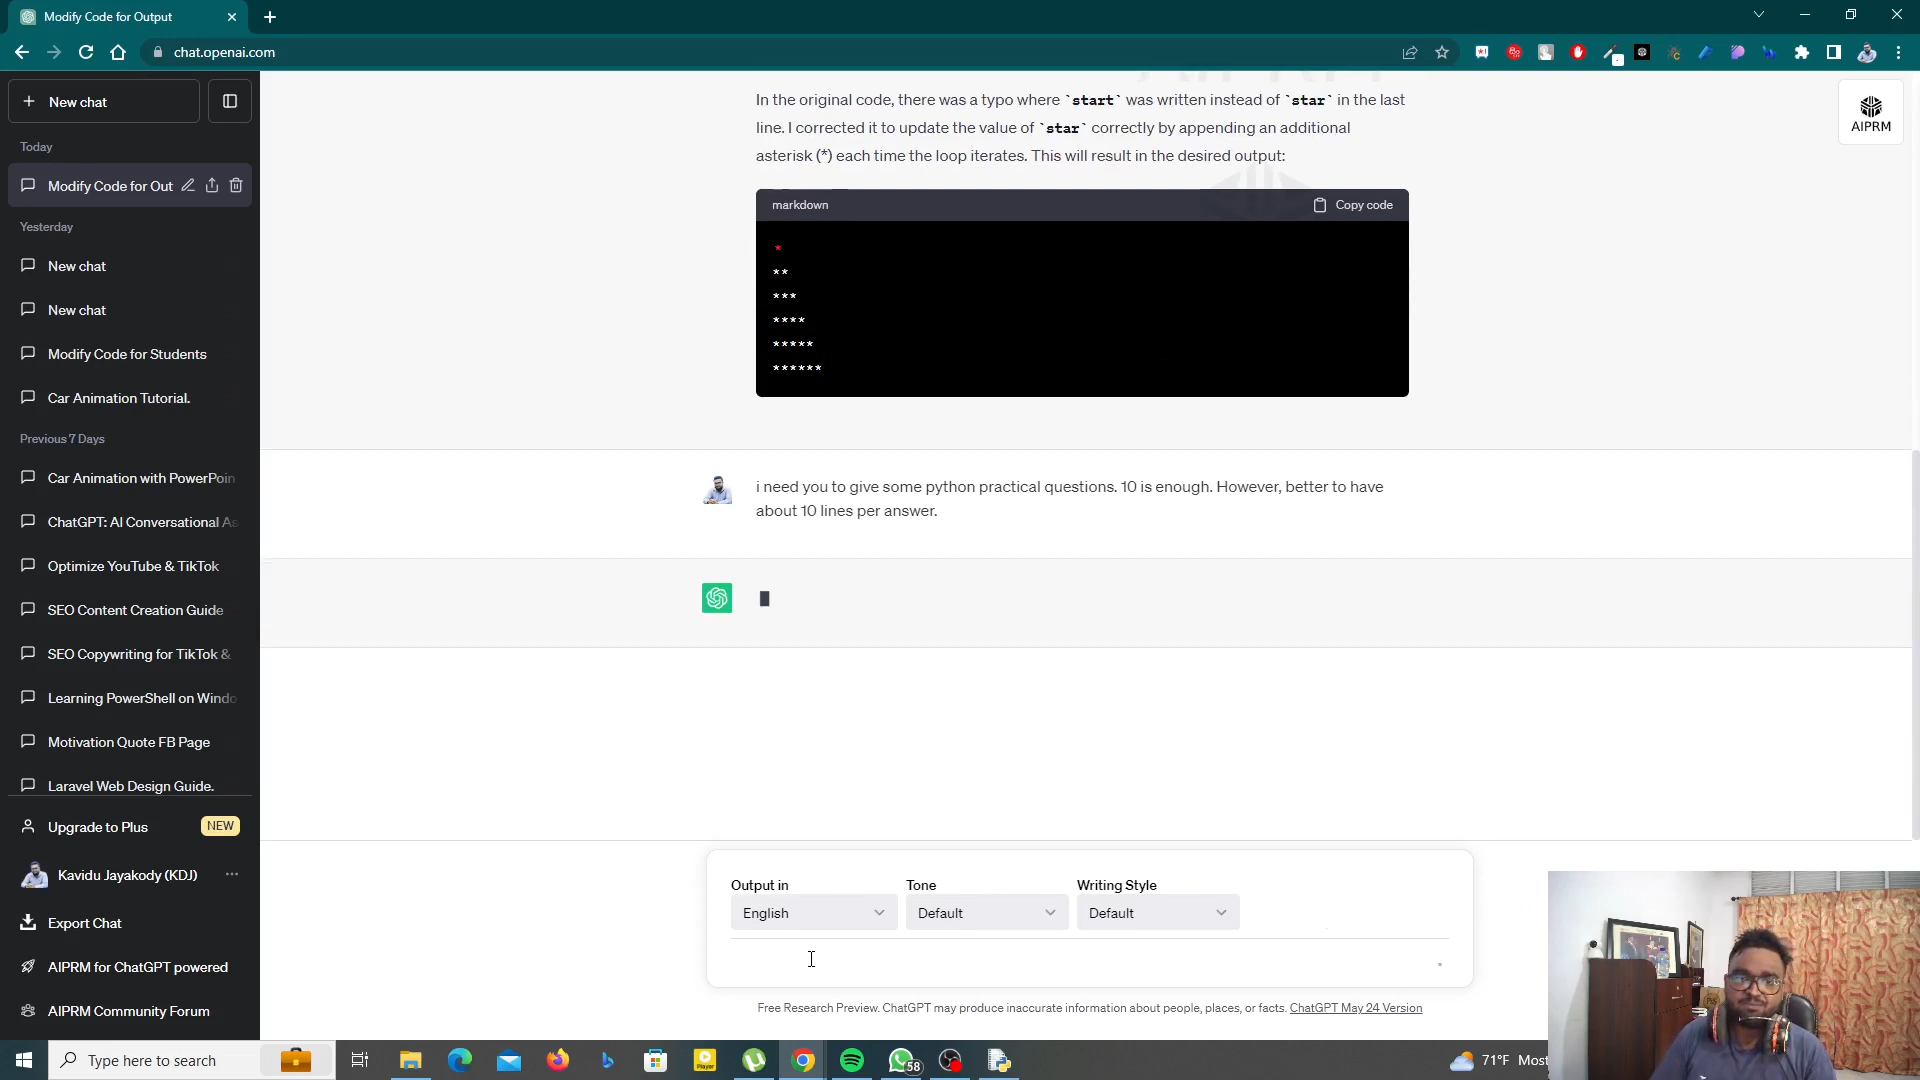 Modify Code for Output
chat.openai.com
New chat
Today
Modify Code for Out
Yesterday
New chat
New chat
Modify Code for Students
Car Animation Tutorial.
Previous 7 Days
Car Animation with PowerPoin
ChatGPT: AI Conversational As
Optimize YouTube & TikTok
SEO Content Creation Guide
SEO Copywriting for TikTok &
Learning PowerShell on Windo
Motivation Quote FB Page
Laravel Web Design Guide.
Upgrade to Plus NEW
Kavidu Jayakody (KDJ)
Export Chat
AIPRM for ChatGPT powered
AIPRM Community Forum
In the original code, there was a typo where `start` was written instead of `star` in the last
line. I corrected it to update the value of `star` correctly by appending an additional
asterisk (*) each time the loop iterates. This will result in the desired output:
markdown Copy code
*
**
***
****
*****
******
i need you to give some python practical questions. 10 is enough. However, better to have
about 10 lines per answer.
AIPRM
Output in Tone Writing Style
English Default Default
Free Research Preview. ChatGPT may produce inaccurate information about people, places, or facts. ChatGPT May 24 Version
Type here to search
Player
58
71°F Most